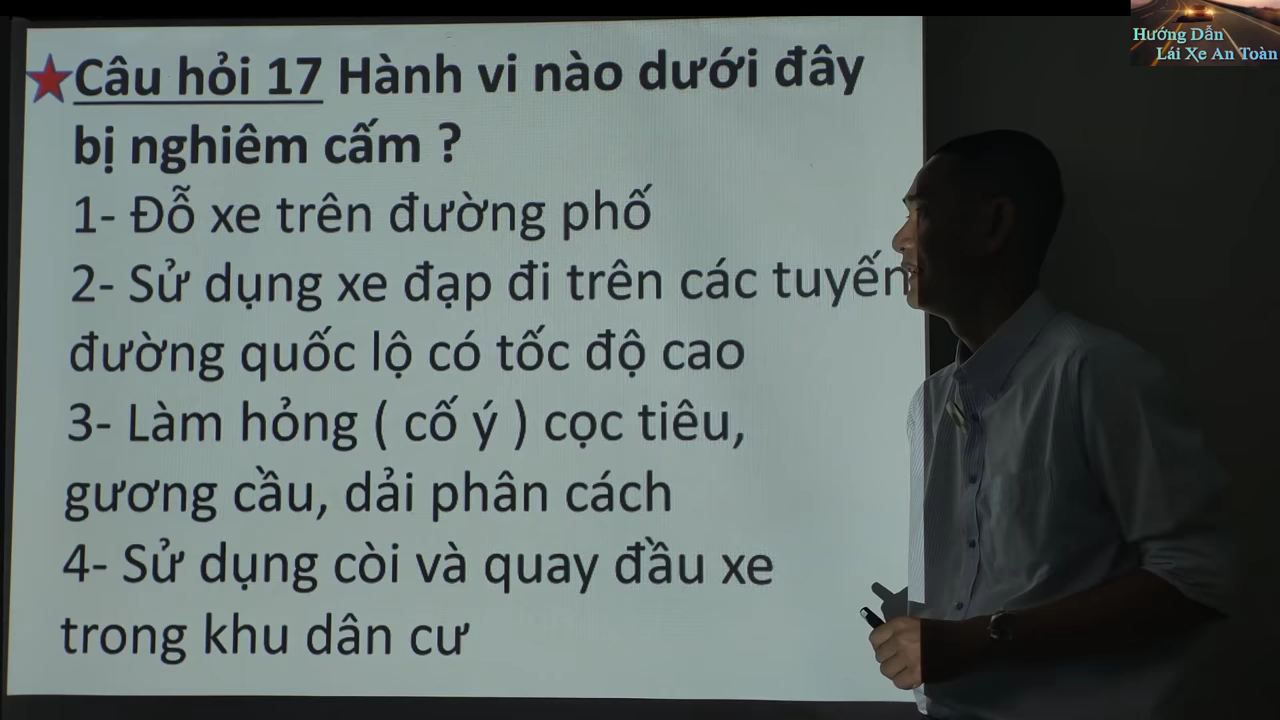 Hướng Dẫn
Lái Xe An Toàn
Câu hỏi 17 Hành vi nào dưới đây
bị nghiêm cấm ?
1- Đỗ xe trên đường phố
2- Sử dụng xe đạp đi trên các tuyến
đường quốc lộ có tốc độ cao
3- Làm hỏng ( cố ý ) cọc tiêu,
gương cầu, dải phân cách
4- Sử dụng còi và quay đầu xe
trong khu dân cư